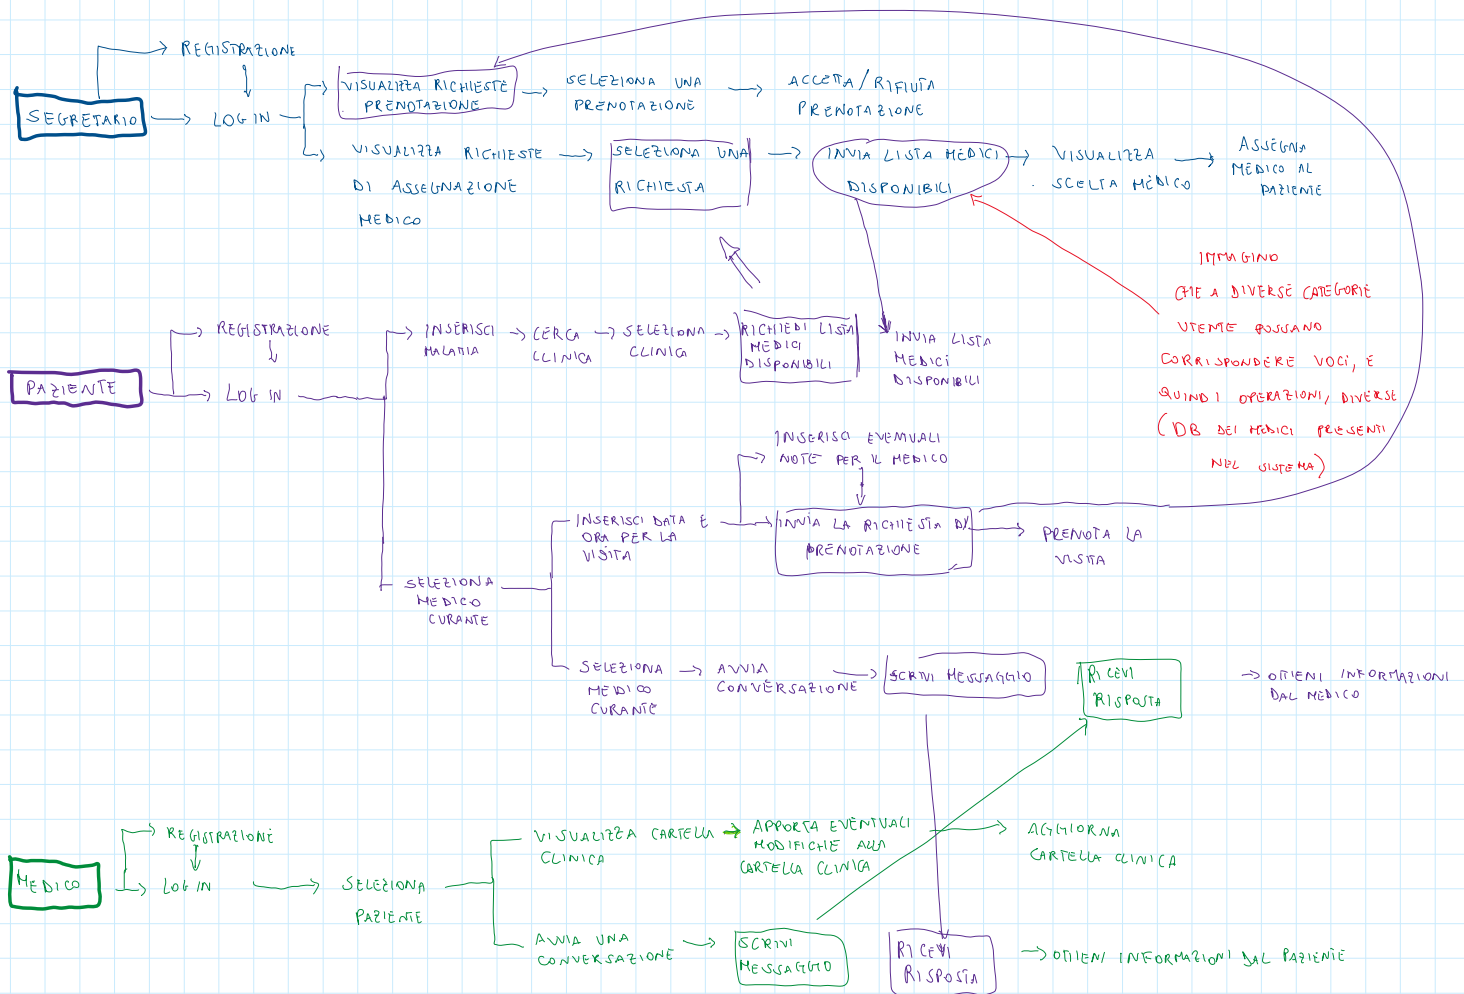 REGISTRAZIONE
SEGRETARIO
LOG IN
VISUALIZZA RICHIESTE
PRENOTAZIONE
SELEZIONA UNA
PRENOTAZIONE
ACCETTA/RIFIUTA
PRENOTAZIONE
VISUALIZZA RICHIESTE
DI ASSEGNAZIONE
MEDICO
SELEZIONA UNA
RICHIESTA
INVIA LISTA MEDICI
DISPONIBILI
VISUALIZZA
SCELTA MEDICO
ASSEGNA
MEDICO AL
PAZIENTE
IMMAGINO
CHE A DIVERSE CATEGORIE
UTENTE POSSANO
CORRISPONDERE VOCI, E
QUINDI OPERAZIONI, DIVERSE
(DB DEI MEDICI PRESENTI
NEL SISTEMA)
REGISTRAZIONE
PAZIENTE
LOG IN
INSERISCI
MALATTIA
CERCA
CLINICA
SELEZIONA
CLINICA
RICHIEDI LISTA
MEDICI
DISPONIBILI
INVIA LISTA
MEDICI
DISPONIBILI
INSERISCI EVENTUALI
NOTE PER IL MEDICO
INSERISCI DATA E
ORA PER LA
VISITA
INVIA LA RICHIESTA DI
PRENOTAZIONE
PRENOTA LA
VISITA
SELEZIONA
MEDICO
CURANTE
SELEZIONA
MEDICO
CURANTE
AVVIA
CONVERSAZIONE
SCRIVI MESSAGGIO
RICEVI
RISPOSTA
OTTIENI INFORMAZIONI
DAL MEDICO
REGISTRAZIONE
MEDICO
LOG IN
SELEZIONA
PAZIENTE
VISUALIZZA CARTELLA
CLINICA
APPORTA EVENTUALI
MODIFICHE ALLA
CARTELLA CLINICA
AGGIORNA
CARTELLA CLINICA
AVVIA UNA
CONVERSAZIONE
SCRIVI
MESSAGGIO
RICEVI
RISPOSTA
OTTIENI INFORMAZIONI DAL PAZIENTE